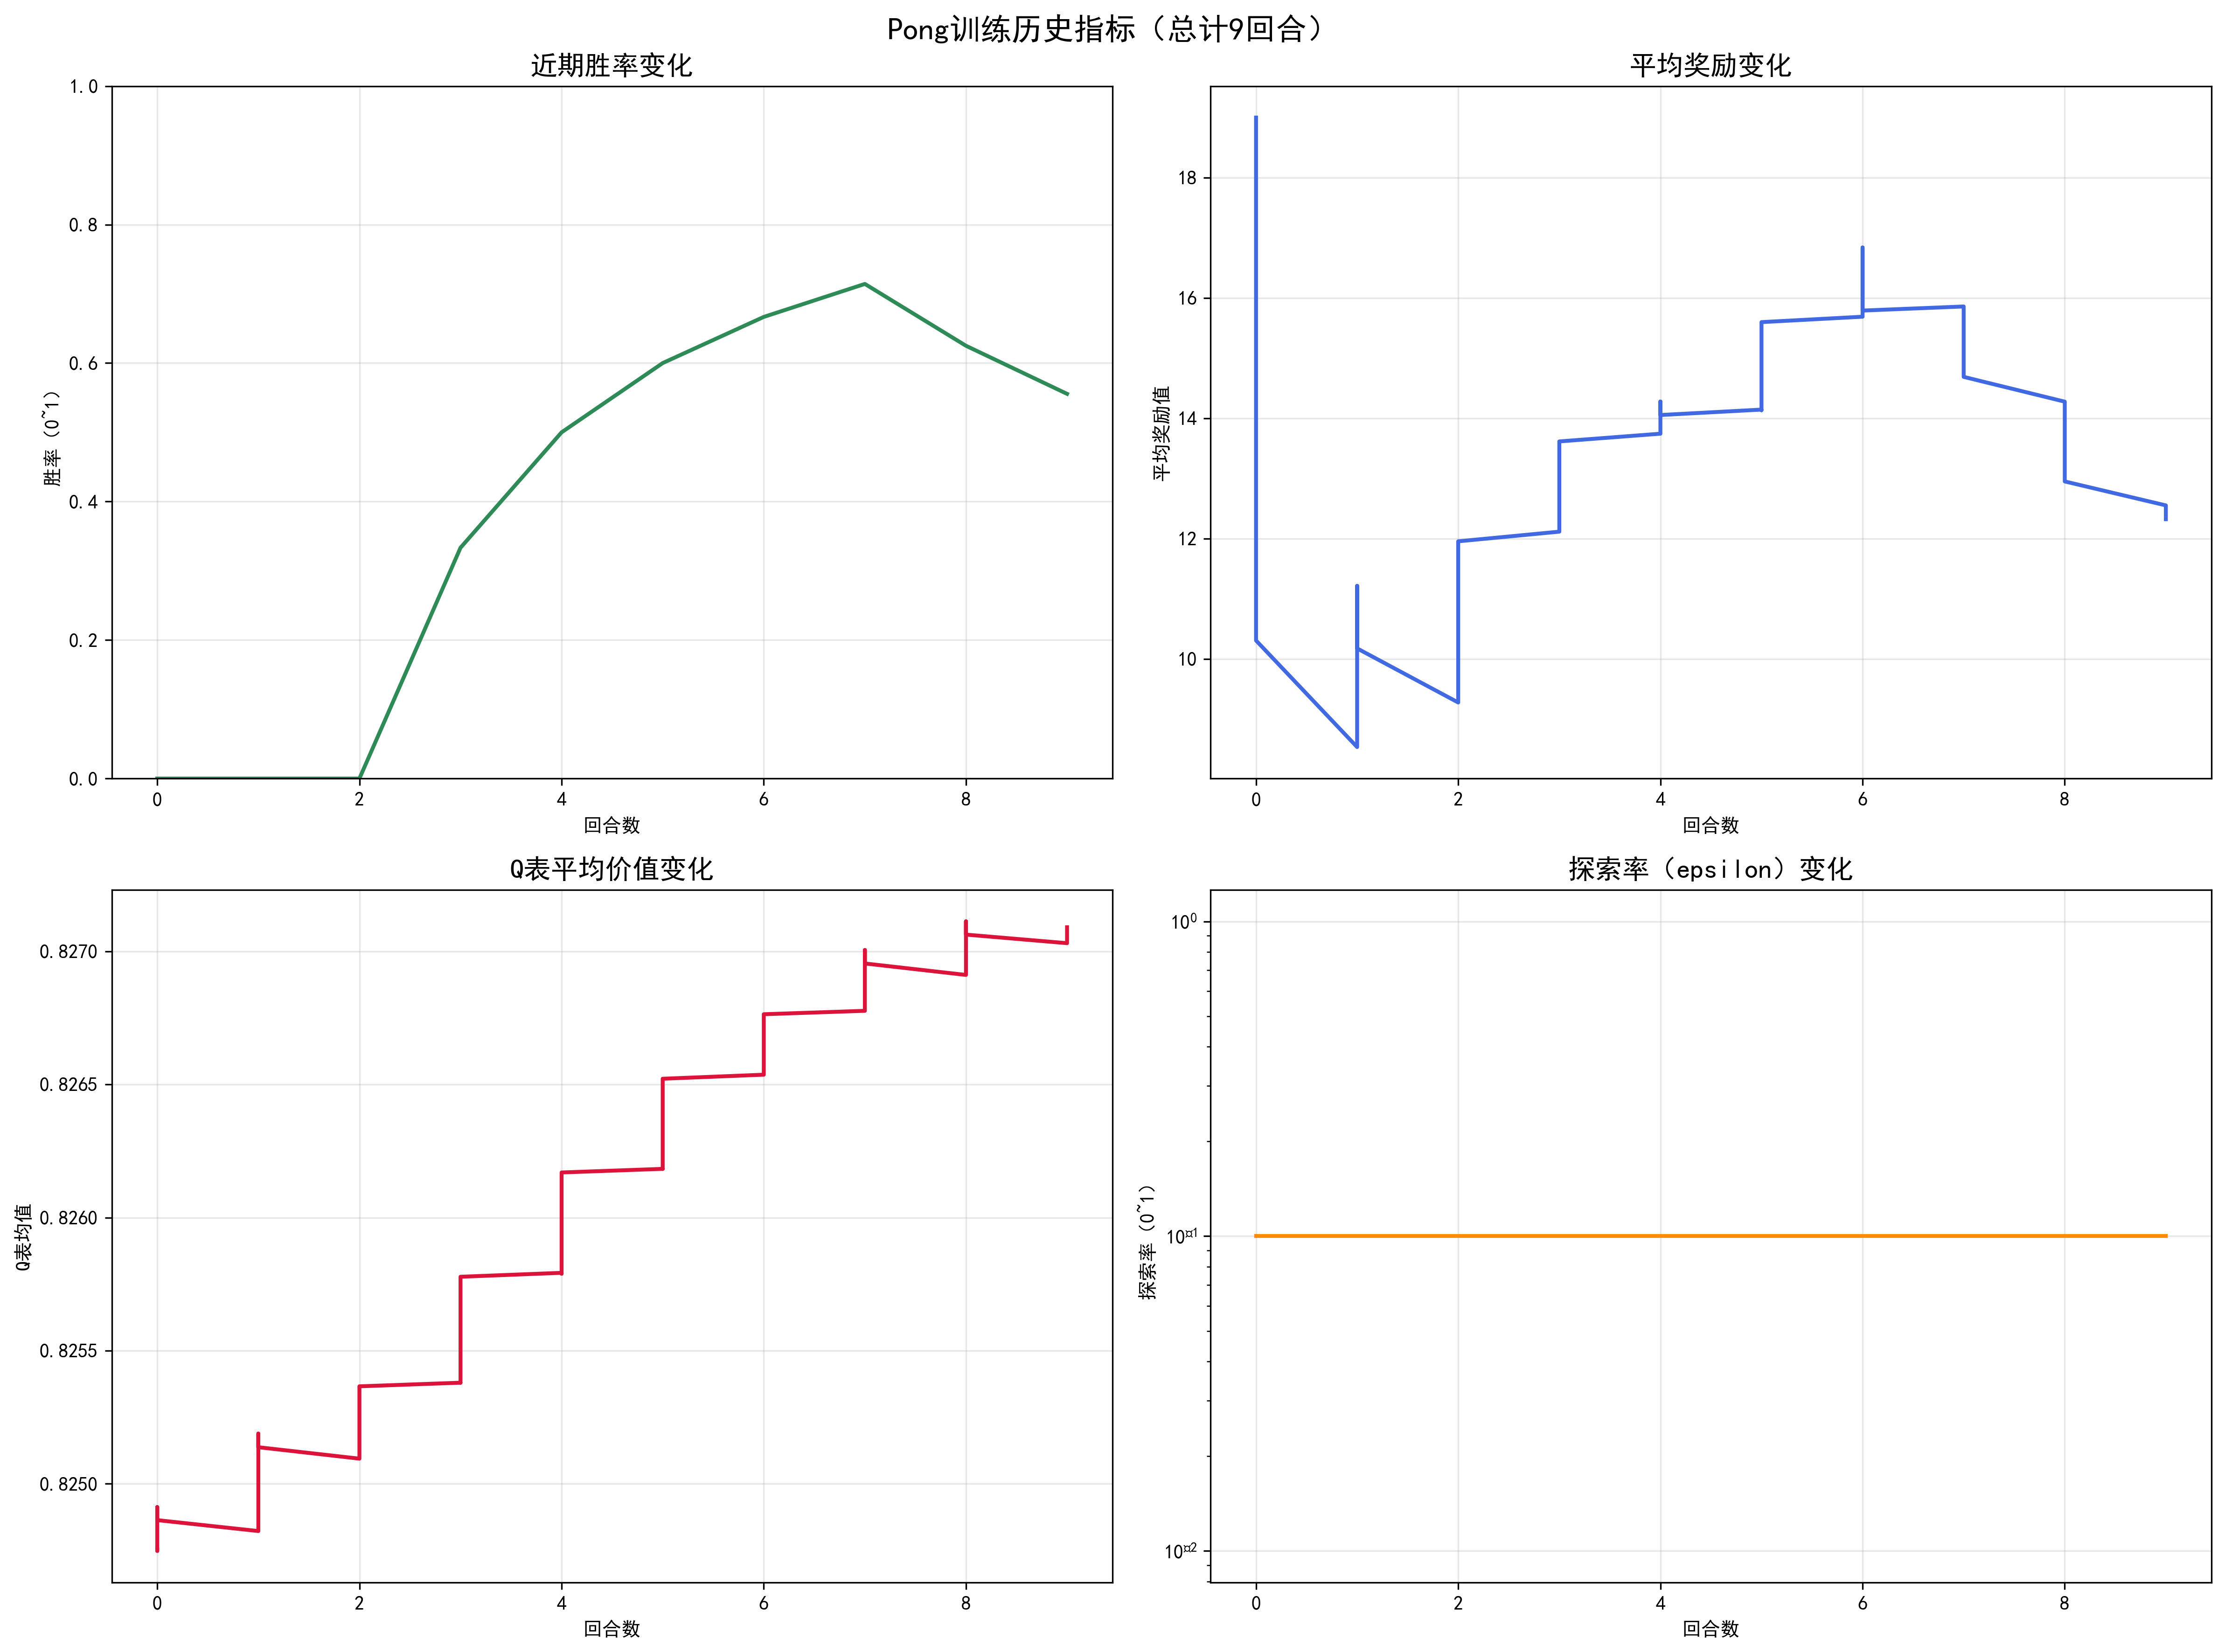 Pong训练历史指标（总计9回合）
近期胜率变化
胜率（0~1）
1.0
0.8
0.6
0.4
0.2
0.0
0 2 4 6 8
回合数
平均奖励变化
平均奖励值
18
16
14
12
10
0 2 4 6 8
回合数
Q表平均价值变化
Q表均值
0.8270
0.8265
0.8260
0.8255
0.8250
0 2 4 6 8
回合数
探索率（epsilon）变化
探索率（0~1）
10⁰
10¤¹
10¤²
0 2 4 6 8
回合数